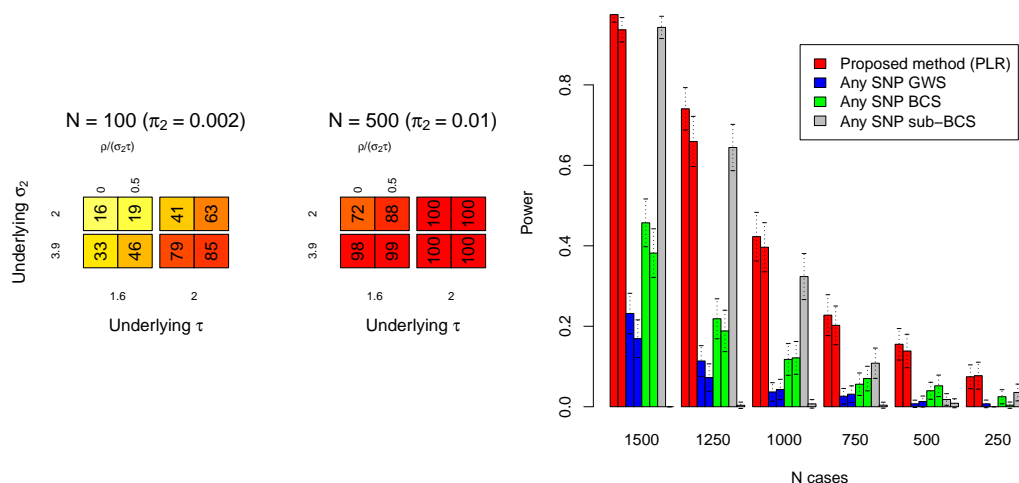 N = 100 (π₂ = 0.002)
ρ/(σ₂τ)
0 0.5
Underlying σ₂
2
16 19 41 63
3.9
33 46 79 85
1.6 2
Underlying τ
N = 500 (π₂ = 0.01)
ρ/(σ₂τ)
0 0.5
2
72 88 100 100
3.9
98 99 100 100
1.6 2
Underlying τ
Proposed method (PLR)
Any SNP GWS
Any SNP BCS
Any SNP sub−BCS
Power
0.8
0.6
0.4
0.2
0.0
1500 1250 1000 750 500 250
N cases